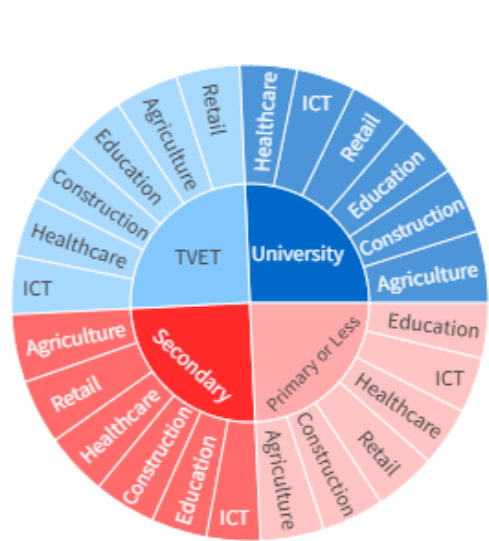 University
Healthcare
ICT
Retail
Education
Construction
Agriculture
Primary or Less
Education
ICT
Healthcare
Retail
Construction
Agriculture
Secondary
ICT
Education
Construction
Healthcare
Retail
Agriculture
TVET
ICT
Healthcare
Construction
Education
Agriculture
Retail